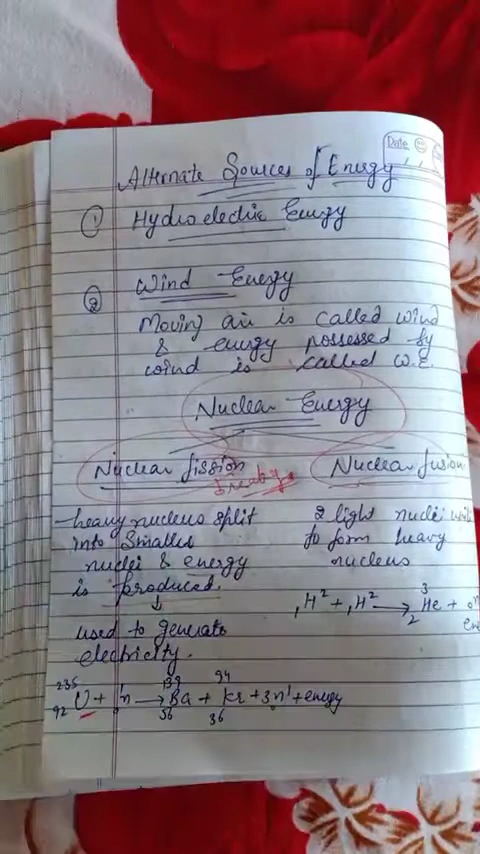 Date
Alternate Sources of Energy
① Hydroelectric Energy
② Wind Energy
Moving air is called wind
& energy possessed by
wind is called W.E.
Nuclear Energy
Nuclear fission
Nuclear fusion
heavy nucleus split
into Smaller
nuclei & energy
is produced.
↓
used to generate
electricity.
2 light nuclei unite
to form heavy
nucleus
₁H² + ₁H² → ₂He³ + ₀n
²³⁵₉₂U + ₀n¹ → ¹³⁹₅₆Ba + ⁹⁴₃₆Kr + 3₀n¹ + energy